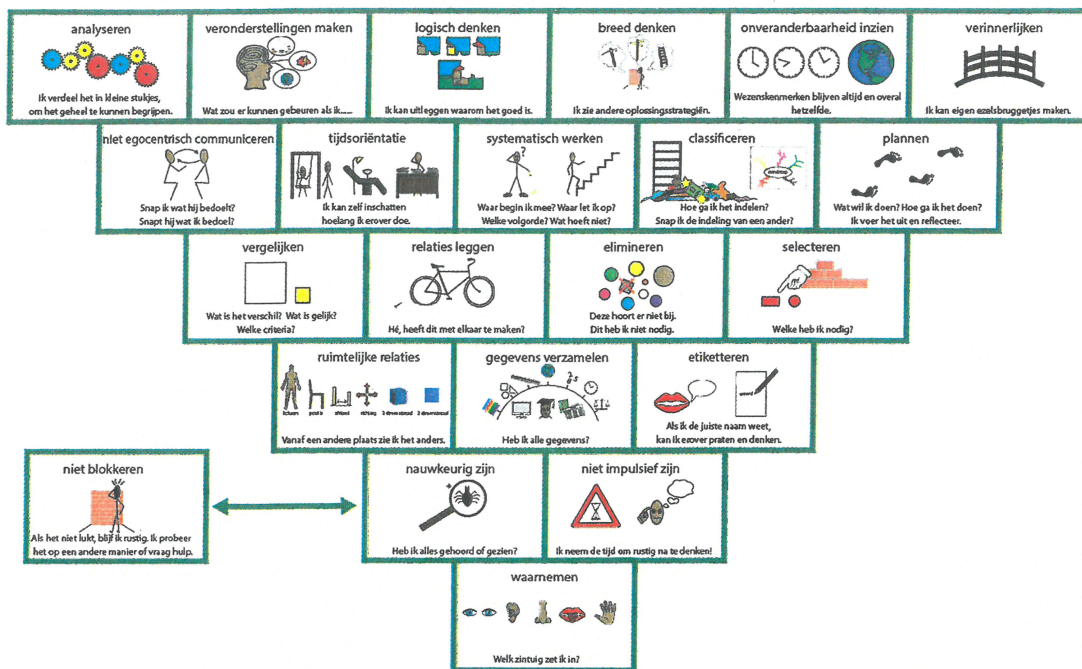 analyseren
Ik verdeel het in kleine stukjes,
om het geheel te kunnen begrijpen.
veronderstellingen maken
Wat zou er kunnen gebeuren als ik......
logisch denken
Ik kan uitleggen waarom het goed is.
breed denken
Ik zie andere oplossingsstrategiën.
onveranderbaarheid inzien
Wezenskenmerken blijven altijd en overal
hetzelfde.
verinnerlijken
Ik kan eigen ezelsbruggetjes maken.
niet egocentrisch communiceren
Snap ik wat hij bedoelt?
Snapt hij wat ik bedoel?
tijdsoriëntatie
Ik kan zelf inschatten
hoelang ik erover doe.
systematisch werken
?
Waar begin ik mee? Waar let ik op?
Welke volgorde? Wat hoeft niet?
classificeren
Hoe ga ik het indelen?
Snap ik de indeling van een ander?
plannen
Wat wil ik doen? Hoe ga ik het doen?
Ik voer het uit en reflecteer.
vergelijken
Wat is het verschil? Wat is gelijk?
Welke criteria?
relaties leggen
Hé, heeft dit met elkaar te maken?
elimineren
Deze hoort er niet bij.
Dit heb ik niet nodig.
selecteren
Welke heb ik nodig?
ruimtelijke relaties
lichaam positie afstand richting 3 dimensionaal 2 dimensionaal
Vanaf een andere plaats zie ik het anders.
gegevens verzamelen
Heb ik alle gegevens?
etiketteren
woord
Als ik de juiste naam weet,
kan ik erover praten en denken.
niet blokkeren
Als het niet lukt, blijf ik rustig. Ik probeer
het op een andere manier of vraag hulp.
nauwkeurig zijn
Heb ik alles gehoord of gezien?
niet impulsief zijn
Ik neem de tijd om rustig na te denken!
waarnemen
Welk zintuig zet ik in?